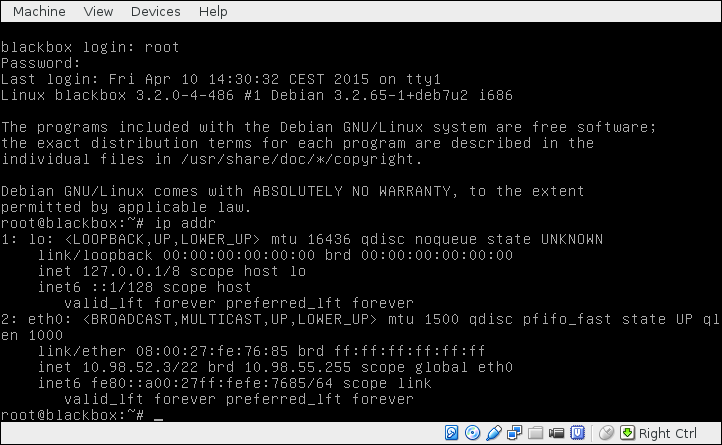 Machine View Devices Help
blackbox login: root
Password:
Last login: Fri Apr 10 14:30:32 CEST 2015 on tty1
Linux blackbox 3.2.0-4-486 #1 Debian 3.2.65-1+deb7u2 i686
The programs included with the Debian GNU/Linux system are free software;
the exact distribution terms for each program are described in the
individual files in /usr/share/doc/*/copyright.
Debian GNU/Linux comes with ABSOLUTELY NO WARRANTY, to the extent
permitted by applicable law.
root@blackbox:~# ip addr
1: lo: <LOOPBACK,UP,LOWER_UP> mtu 16436 qdisc noqueue state UNKNOWN
link/loopback 00:00:00:00:00:00 brd 00:00:00:00:00:00
inet 127.0.0.1/8 scope host lo
inet6 ::1/128 scope host
valid_lft forever preferred_lft forever
2: eth0: <BROADCAST,MULTICAST,UP,LOWER_UP> mtu 1500 qdisc pfifo_fast state UP ql
en 1000
link/ether 08:00:27:fe:76:85 brd ff:ff:ff:ff:ff:ff
inet 10.98.52.3/22 brd 10.98.55.255 scope global eth0
inet6 fe80::a00:27ff:fefe:7685/64 scope link
valid_lft forever preferred_lft forever
root@blackbox:~# _
Right Ctrl